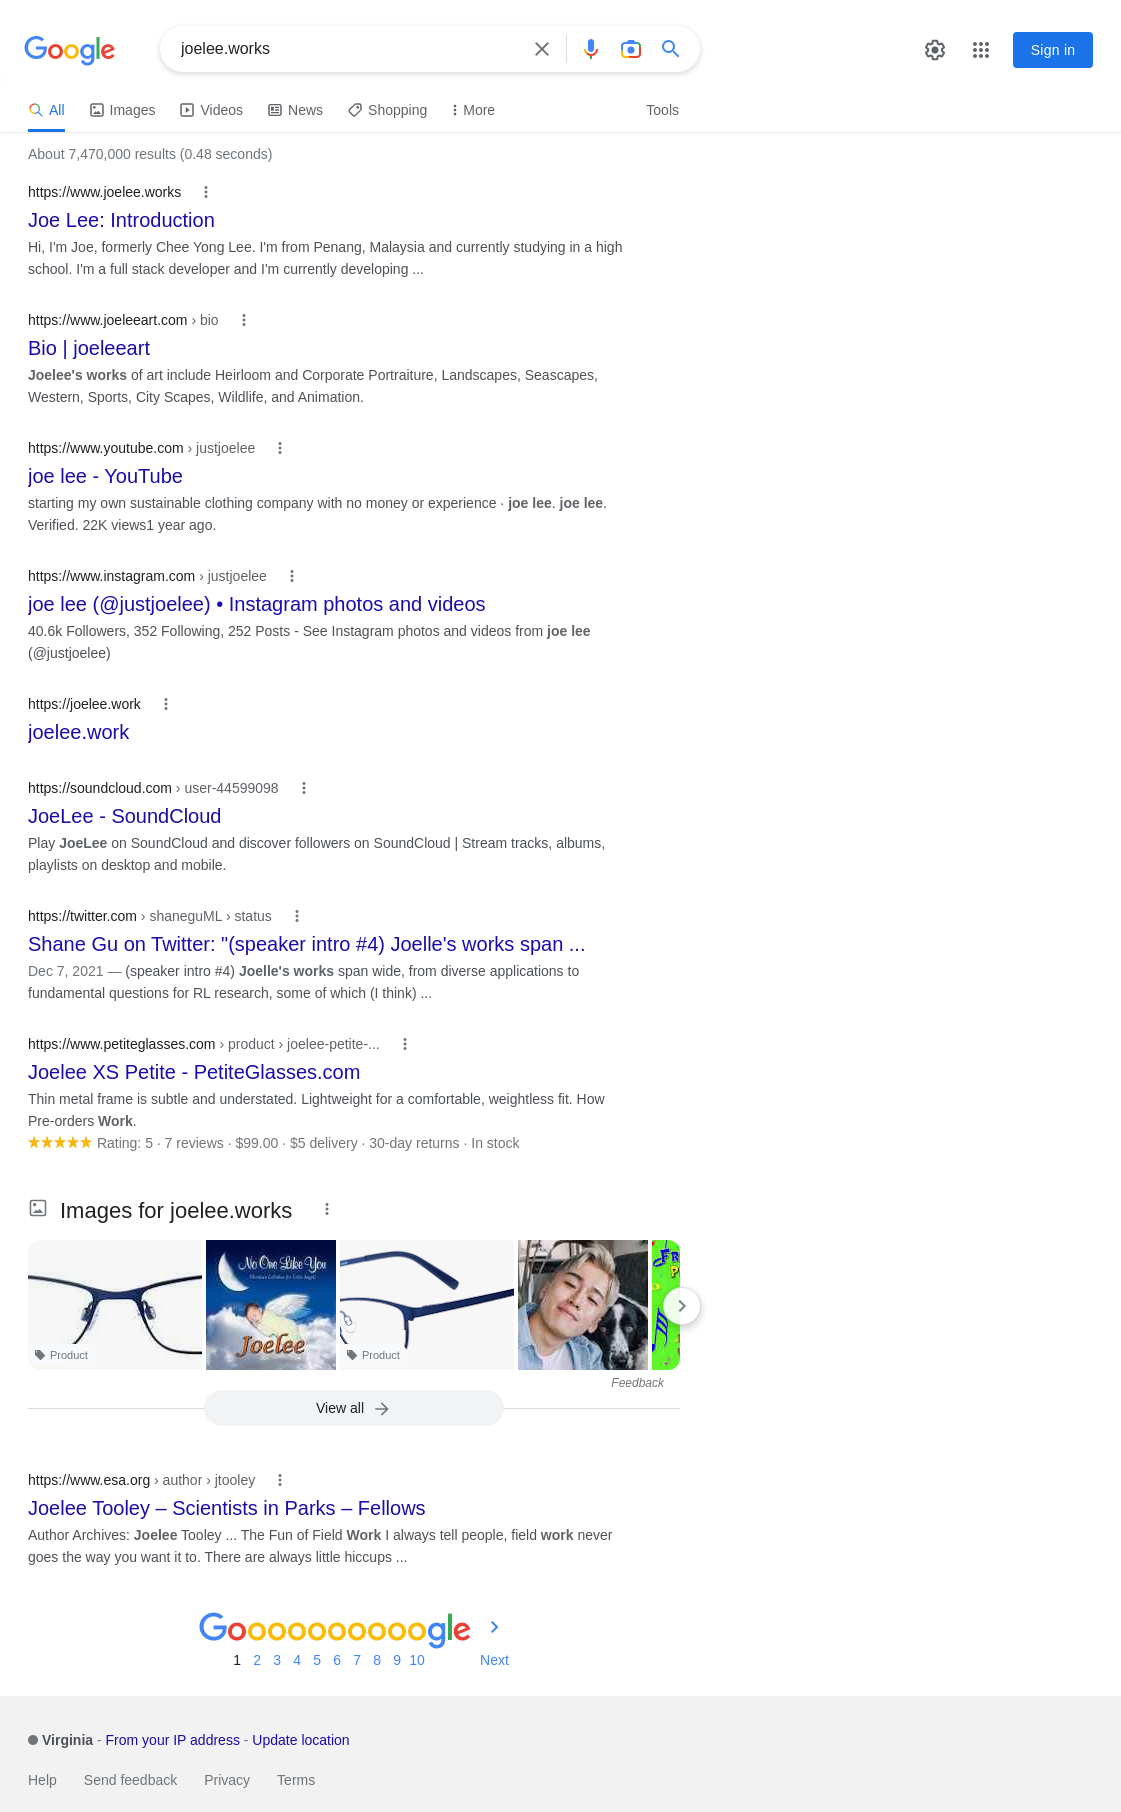 Google
joelee.works
Sign in
All
Images
Videos
News
Shopping
More
Tools
About 7,470,000 results (0.48 seconds)
https://www.joelee.works
Joe Lee: Introduction
Hi, I'm Joe, formerly Chee Yong Lee. I'm from Penang, Malaysia and currently studying in a high
school. I'm a full stack developer and I'm currently developing ...
https://www.joeleeart.com › bio
Bio | joeleeart
Joelee's works of art include Heirloom and Corporate Portraiture, Landscapes, Seascapes,
Western, Sports, City Scapes, Wildlife, and Animation.
https://www.youtube.com › justjoelee
joe lee - YouTube
starting my own sustainable clothing company with no money or experience · joe lee. joe lee.
Verified. 22K views1 year ago.
https://www.instagram.com › justjoelee
joe lee (@justjoelee) • Instagram photos and videos
40.6k Followers, 352 Following, 252 Posts - See Instagram photos and videos from joe lee
(@justjoelee)
https://joelee.work
joelee.work
https://soundcloud.com › user-44599098
JoeLee - SoundCloud
Play JoeLee on SoundCloud and discover followers on SoundCloud | Stream tracks, albums,
playlists on desktop and mobile.
https://twitter.com › shaneguML › status
Shane Gu on Twitter: "(speaker intro #4) Joelle's works span ...
Dec 7, 2021 — (speaker intro #4) Joelle's works span wide, from diverse applications to
fundamental questions for RL research, some of which (I think) ...
https://www.petiteglasses.com › product › joelee-petite-...
Joelee XS Petite - PetiteGlasses.com
Thin metal frame is subtle and understated. Lightweight for a comfortable, weightless fit. How
Pre-orders Work.
Rating: 5 · 7 reviews · $99.00 · $5 delivery · 30-day returns · In stock
Images for joelee.works
No One Like You
Joelee
Product
Product
Feedback
View all
https://www.esa.org › author › jtooley
Joelee Tooley – Scientists in Parks – Fellows
Author Archives: Joelee Tooley ... The Fun of Field Work I always tell people, field work never
goes the way you want it to. There are always little hiccups ...
Goooooooooogle
1 2 3 4 5 6 7 8 9 10 Next
Virginia - From your IP address - Update location
Help
Send feedback
Privacy
Terms